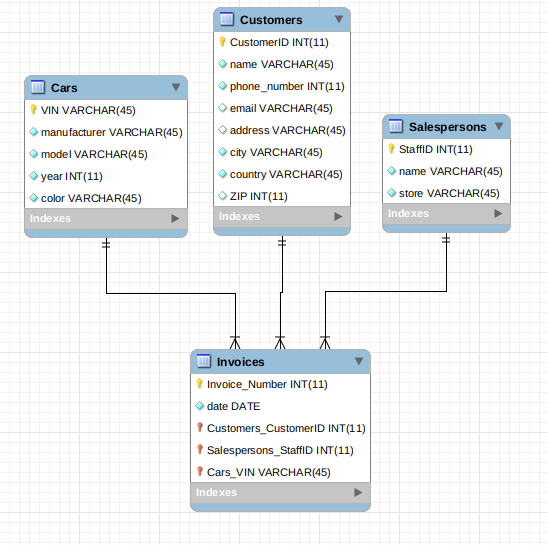 Customers
CustomerID INT(11)
name VARCHAR(45)
phone_number INT(11)
email VARCHAR(45)
address VARCHAR(45)
city VARCHAR(45)
country VARCHAR(45)
ZIP INT(11)
Indexes
Cars
VIN VARCHAR(45)
manufacturer VARCHAR(45)
model VARCHAR(45)
year INT(11)
color VARCHAR(45)
Indexes
Salespersons
StaffID INT(11)
name VARCHAR(45)
store VARCHAR(45)
Indexes
Invoices
Invoice_Number INT(11)
date DATE
Customers_CustomerID INT(11)
Salespersons_StaffID INT(11)
Cars_VIN VARCHAR(45)
Indexes